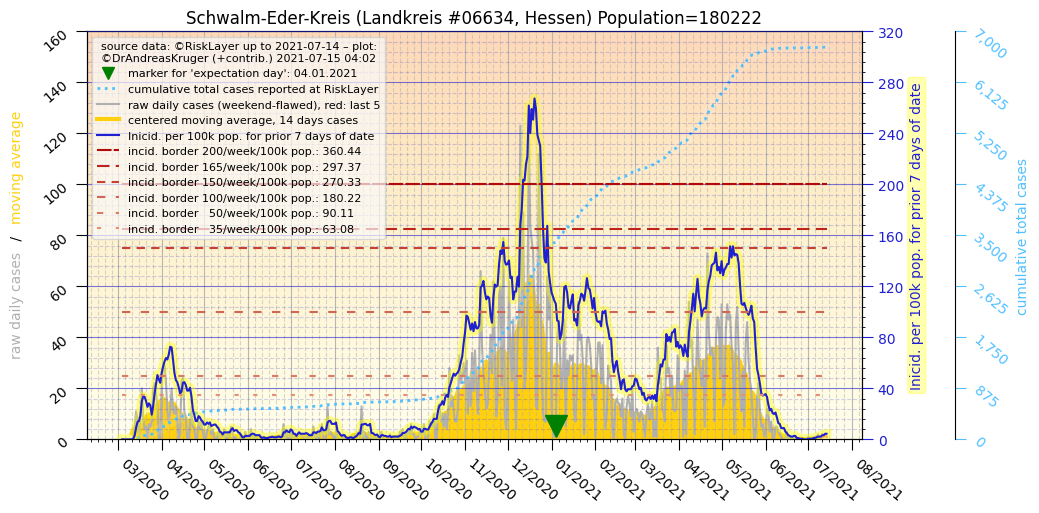 Schwalm-Eder-Kreis (Landkreis #06634, Hessen) Population=180222
source data: ©RiskLayer up to 2021-07-14 – plot:
©DrAndreasKruger (+contrib.) 2021-07-15 04:02
marker for 'expectation day': 04.01.2021
cumulative total cases reported at RiskLayer
raw daily cases (weekend-flawed), red: last 5
centered moving average, 14 days cases
Inicid. per 100k pop. for prior 7 days of date
incid. border 200/week/100k pop.: 360.44
incid. border 165/week/100k pop.: 297.37
incid. border 150/week/100k pop.: 270.33
incid. border 100/week/100k pop.: 180.22
incid. border 50/week/100k pop.: 90.11
incid. border 35/week/100k pop.: 63.08
raw daily cases / moving average
160
140
120
100
80
60
40
20
0
320
280
240
200
160
120
80
40
0
Inicid. per 100k pop. for prior 7 days of date
7,000
6,125
5,250
4,375
3,500
2,625
1,750
875
0
cumulative total cases
03/2020
04/2020
05/2020
06/2020
07/2020
08/2020
09/2020
10/2020
11/2020
12/2020
01/2021
02/2021
03/2021
04/2021
05/2021
06/2021
07/2021
08/2021